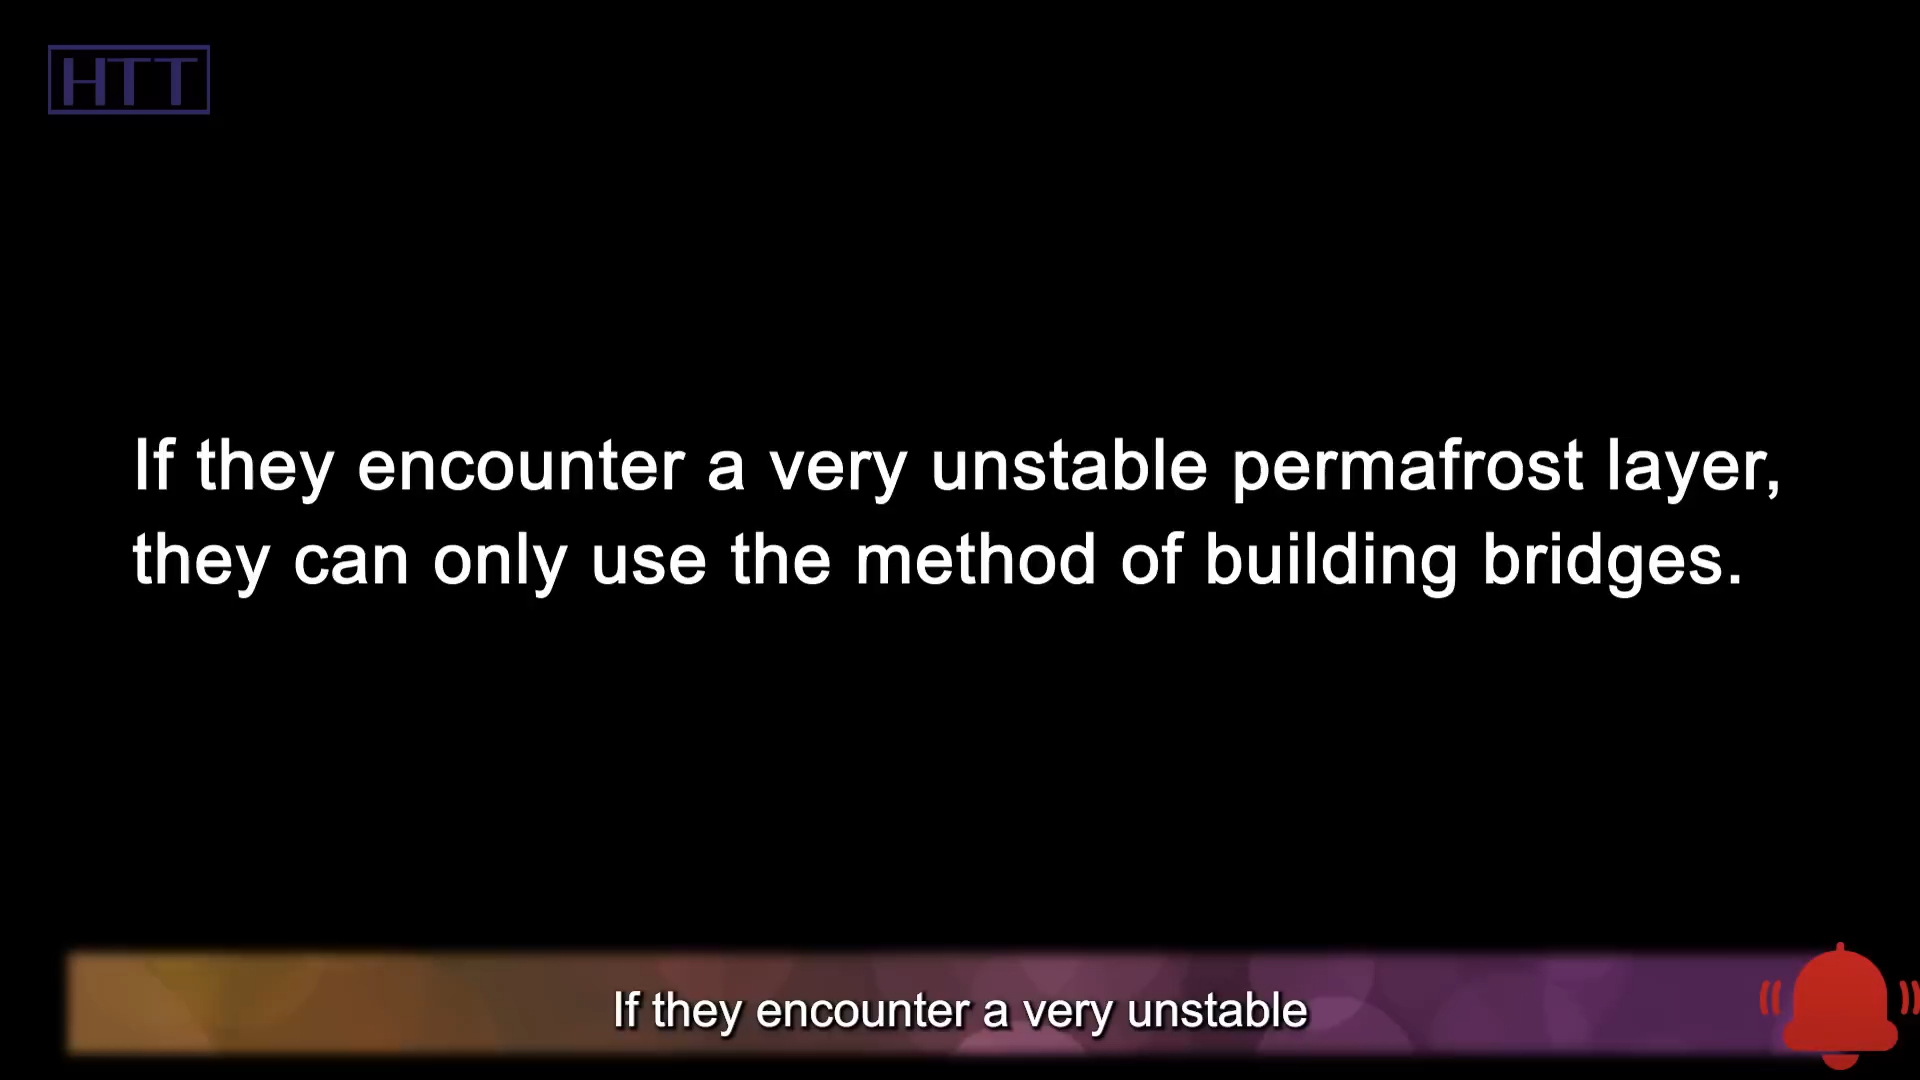 HTT
If they encounter a very unstable permafrost layer,
they can only use the method of building bridges.
If they encounter a very unstable